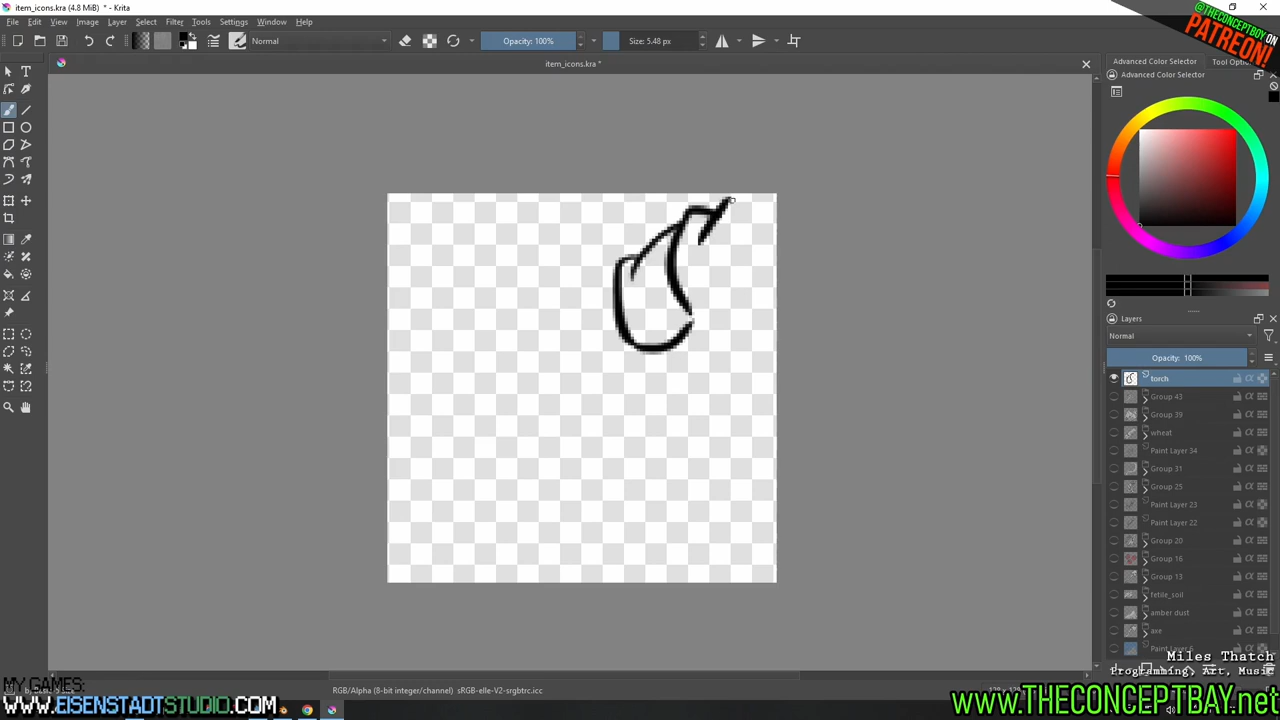 item_icons.kra (4.8 MiB) * - Krita
@THECONCEPTBOY ON
PATREON!
File Edit View Image Layer Select Filter Tools Settings Window Help
Normal
Opacity: 100%
Size: 5.48 px
item_icons.kra *
Advanced Color Selector
Advanced Color Selector
Layers
Normal
Opacity: 100%
torch
Group 43
Group 39
wheat
Paint Layer 34
Group 31
Group 25
Paint Layer 23
Paint Layer 22
Group 20
Group 16
Group 13
fetile_soil
amber dust
axe
Paint Layer
Miles Thatch
Art, Music
MY GAMES:
RGB/Alpha (8-bit integer/channel) sRGB-elle-V2-srgbtrc.icc
WWW.EISENSTADTSTUDIO.COM
www.THECONCEPTBAY.net